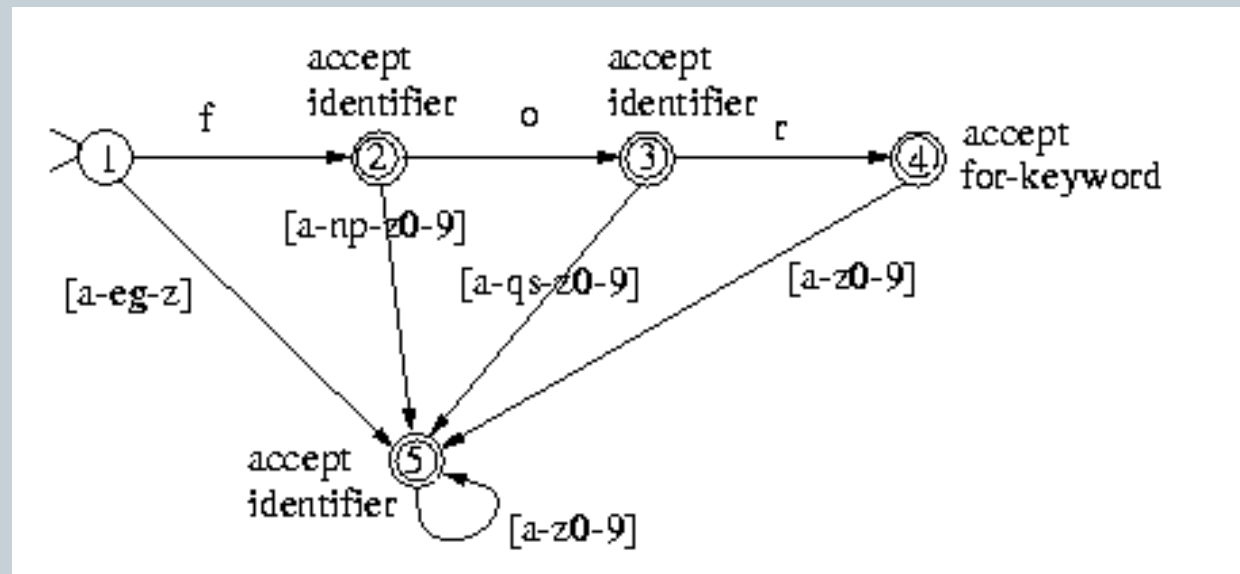 accept
identifier
accept
identifier
f
o
r
1
2
3
4
accept
for-keyword
[a-np-z0-9]
[a-eg-z]
[a-qs-z0-9]
[a-z0-9]
accept
identifier
5
[a-z0-9]